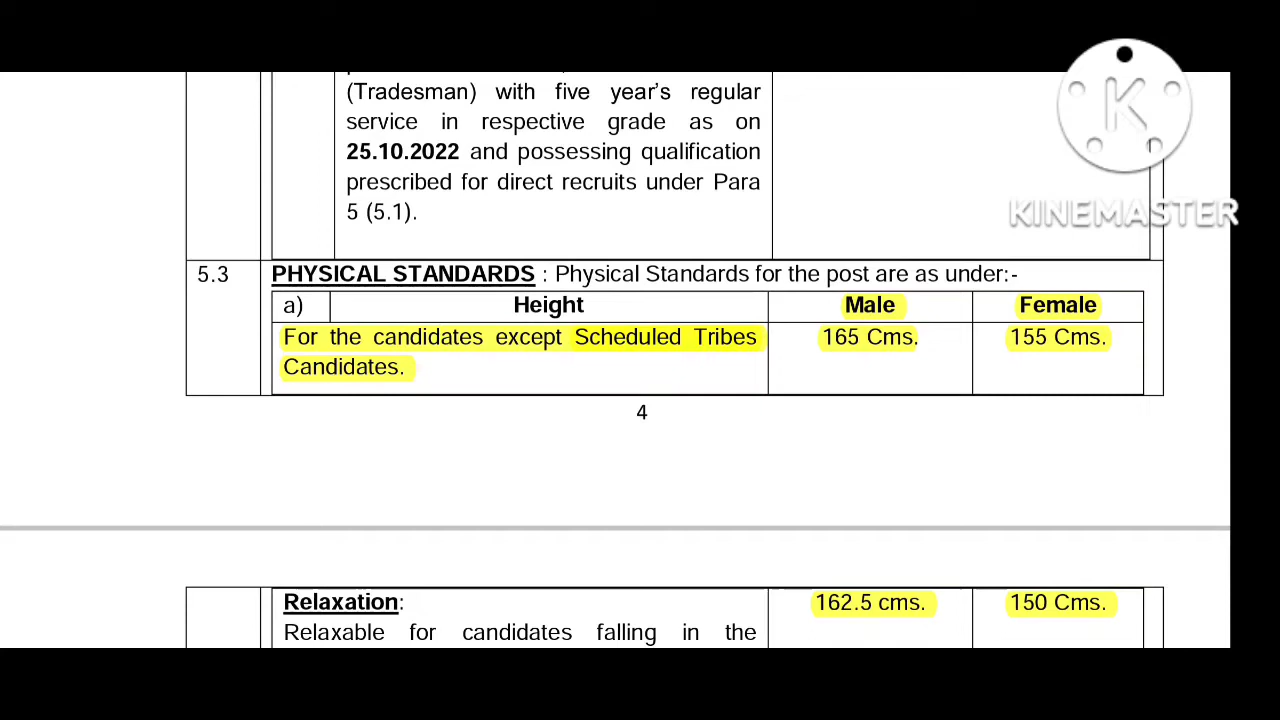 (Tradesman) with five year's regular
service in respective grade as on
25.10.2022 and possessing qualification
prescribed for direct recruits under Para
5 (5.1).
K
KINEMASTER
5.3 PHYSICAL STANDARDS : Physical Standards for the post are as under:-
a) Height Male Female
For the candidates except Scheduled Tribes 165 Cms. 155 Cms.
Candidates.
4
Relaxation: 162.5 cms. 150 Cms.
Relaxable for candidates falling in the